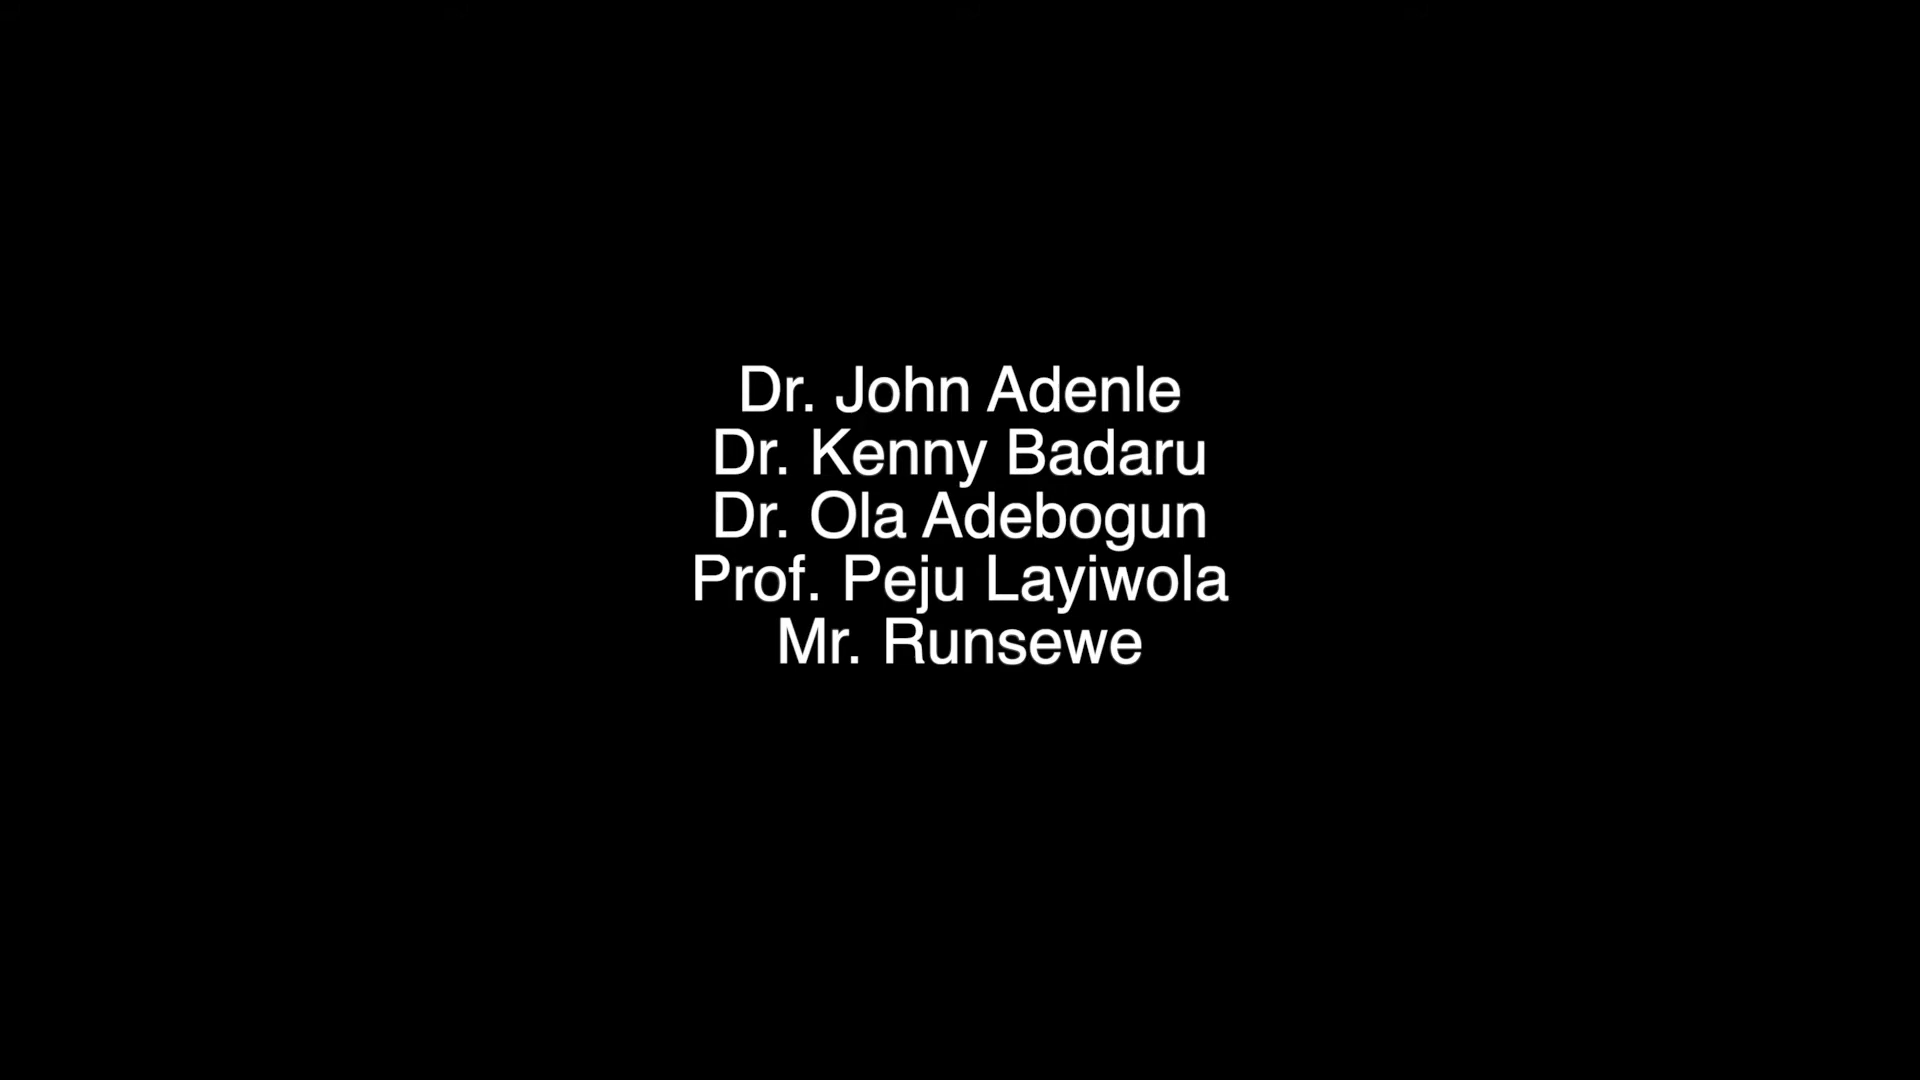 Dr. John Adenle
Dr. Kenny Badaru
Dr. Ola Adebogun
Prof. Peju Layiwola
Mr. Runsewe